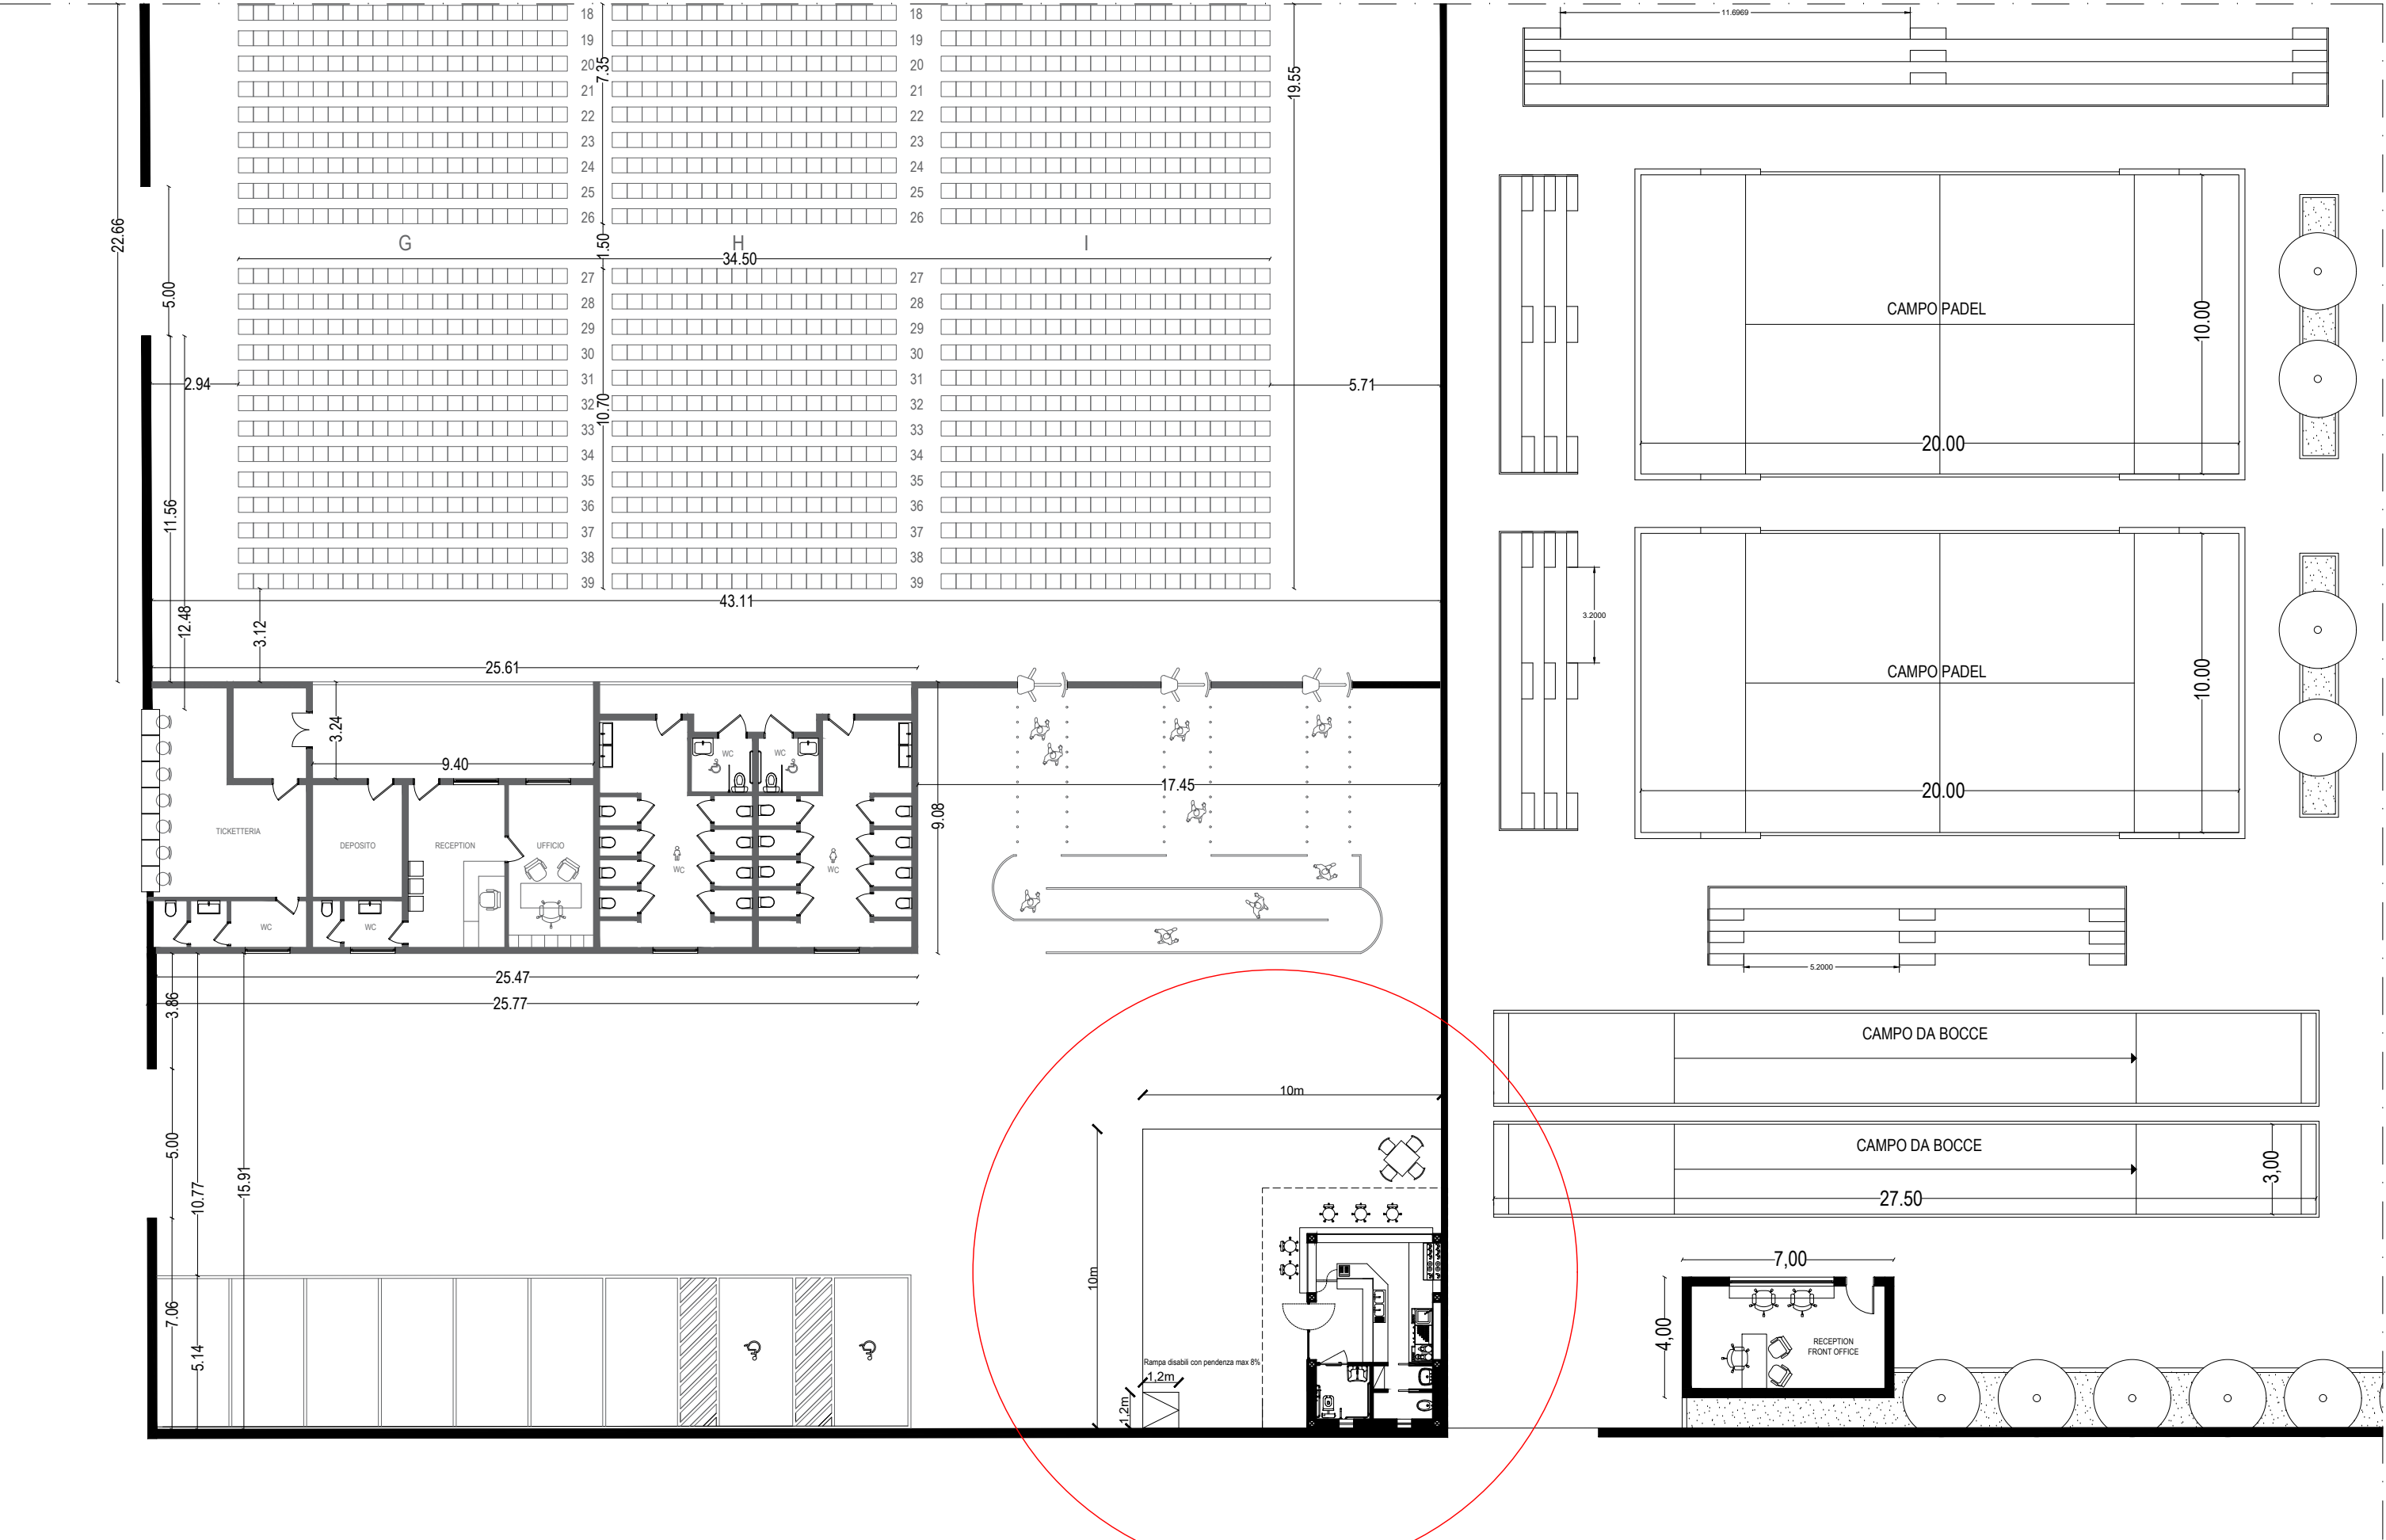 11.6969
18 18
19 19
20 20
7.35
19.55
21 21
22 22
23 23
24 24
25 25
26 26
22.66
5.00
G H I
1.50
34.50
27 27
28 28
29 29
30 30
31 31
32 32
33 33
34 34
35 35
36 36
37 37
38 38
39 39
2.94
10.70
5.71
11.56
12.48
3.12
43.11
25.61
CAMPO PADEL
10.00
20.00
3.2000
CAMPO PADEL
10.00
20.00
3.24
9.40
WC WC
17.45
9.08
TICKETTERIA
DEPOSITO
RECEPTION
UFFICIO
WC
WC
WC
WC
25.47
25.77
3.86
5.00
10.77
15.91
7.06
5.14
5.2000
CAMPO DA BOCCE
CAMPO DA BOCCE
3,00
27.50
10m
10m
Rampa disabili con pendenza max 8%
1,2m
1,2m
7,00
4,00
RECEPTION
FRONT OFFICE